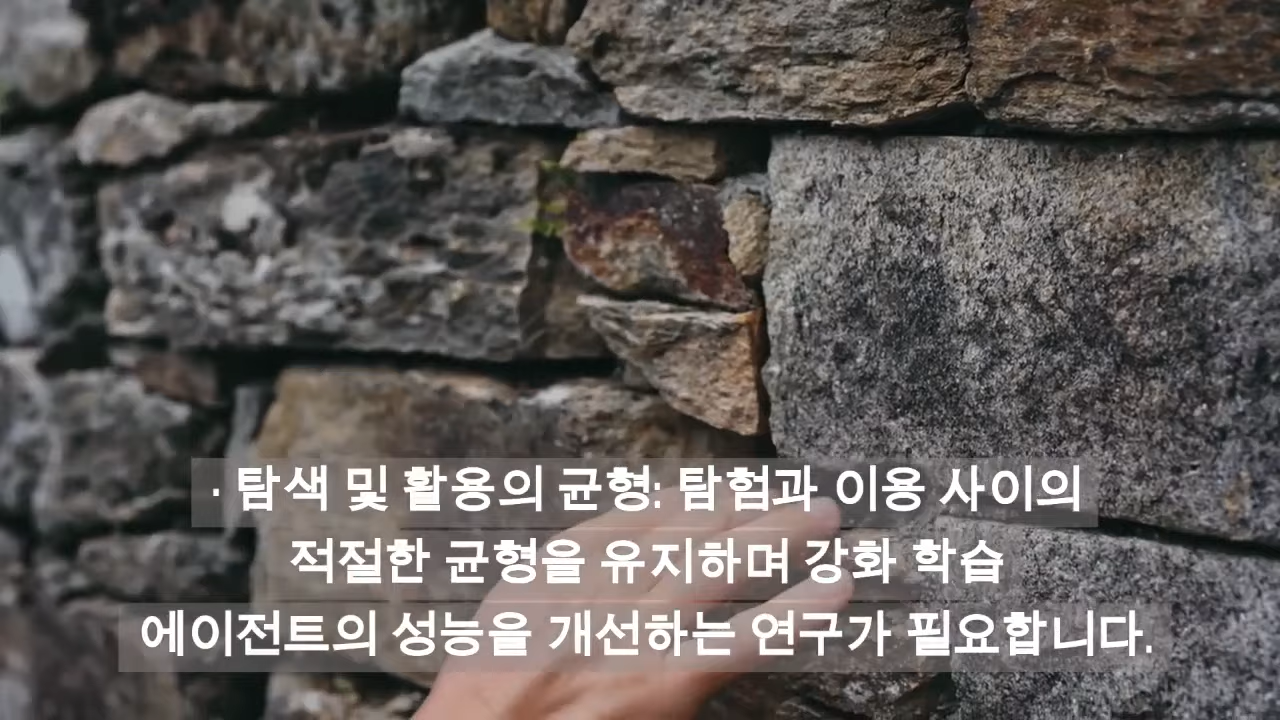 · 탐색 및 활용의 균형: 탐험과 이용 사이의
적절한 균형을 유지하며 강화 학습
에이전트의 성능을 개선하는 연구가 필요합니다.